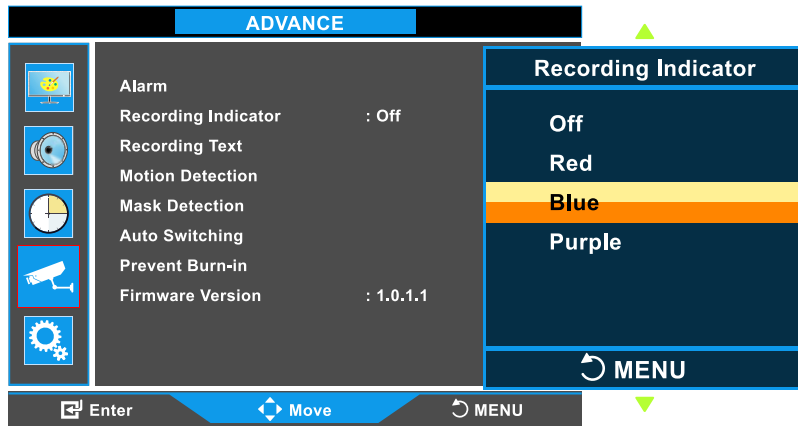 ADVANCE
Alarm
Recording Indicator : Off
Recording Text
Motion Detection
Mask Detection
Auto Switching
Prevent Burn-in
Firmware Version : 1.0.1.1
Enter Move MENU
Recording Indicator
Off
Red
Blue
Purple
MENU